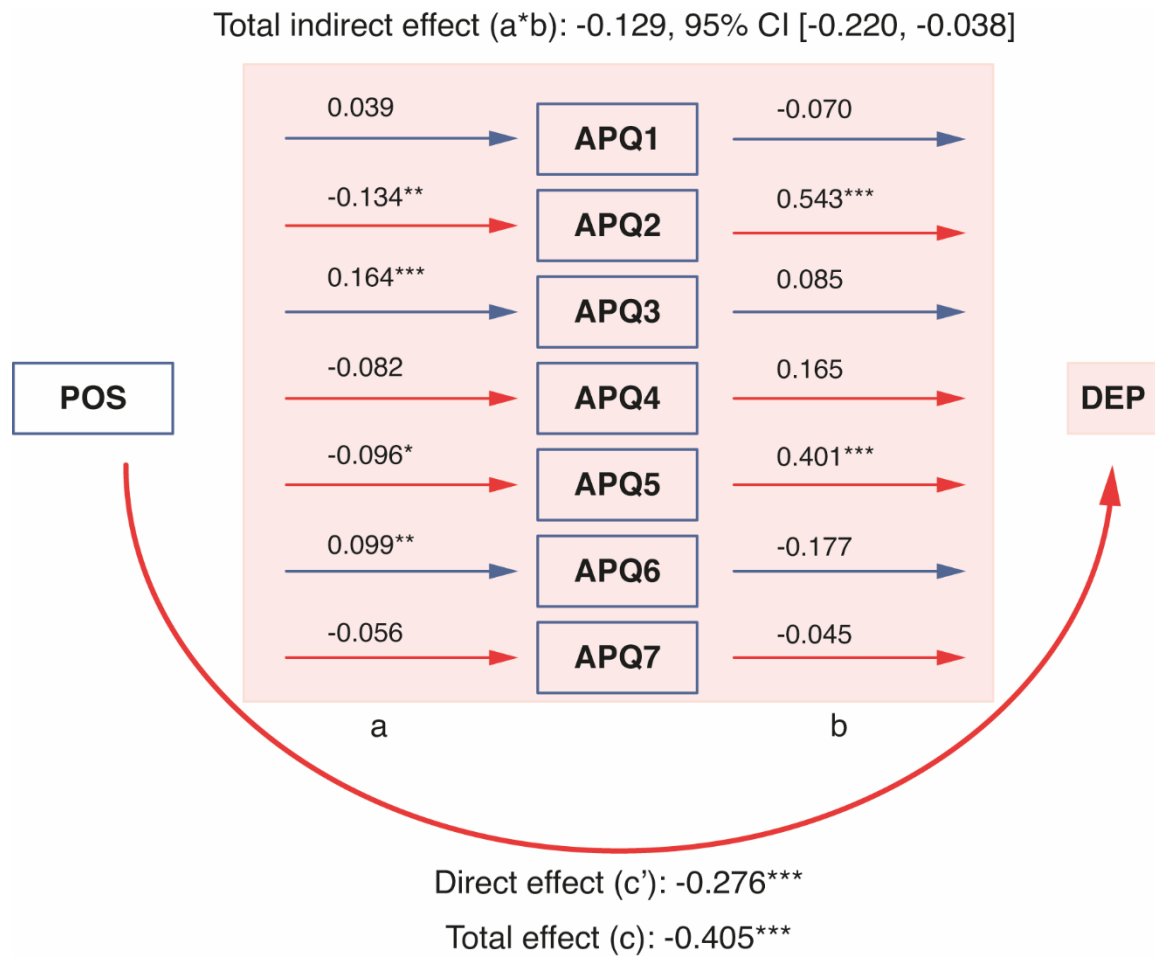 Total indirect effect (a*b): -0.129, 95% CI [-0.220, -0.038]
0.039
APQ1
-0.070
-0.134**
APQ2
0.543***
0.164***
APQ3
0.085
-0.082
APQ4
0.165
POS
DEP
-0.096*
APQ5
0.401***
0.099**
APQ6
-0.177
-0.056
APQ7
-0.045
a
b
Direct effect (c’): -0.276***
Total effect (c): -0.405***